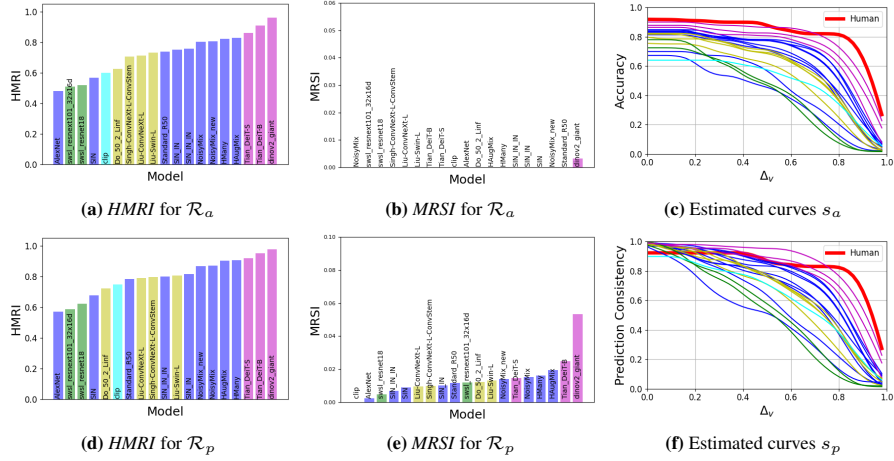 HMRI
1.0
0.8
0.6
0.4
0.2
0.0
AlexNet
swsl_resnext101_32x16d
swsl_resnet18
SIN
clip
Do_50_2_Linf
Singh-ConvNeXt-L-ConvStem
Liu-ConvNeXt-L
Liu-Swin-L
Standard_R50
SIN_IN
SIN_IN_IN
NoisyMix
NoisyMix_new
HMany
HAugMix
Tian_DeiT-S
Tian_DeiT-B
dinov2_giant
Model
(a) HMRI for Ra
MRSI
0.06
0.05
0.04
0.03
0.02
0.01
0.00
NoisyMix
swsl_resnext101_32x16d
swsl_resnet18
Singh-ConvNeXt-L-ConvStem
Liu-ConvNeXt-L
Liu-Swin-L
Tian_DeiT-B
Tian_DeiT-S
clip
AlexNet
Do_50_2_Linf
HAugMix
HMany
SIN_IN_IN
SIN_IN
SIN
NoisyMix_new
Standard_R50
dinov2_giant
Model
(b) MRSI for Ra
Accuracy
1.0
0.8
0.6
0.4
0.2
0.0
Human
0.0 0.2 0.4 0.6 0.8 1.0
Δv
(c) Estimated curves sa
HMRI
1.0
0.8
0.6
0.4
0.2
0.0
AlexNet
swsl_resnext101_32x16d
swsl_resnet18
SIN
Do_50_2_Linf
clip
Standard_R50
Liu-ConvNeXt-L
Singh-ConvNeXt-L-ConvStem
SIN_IN
Liu-Swin-L
SIN_IN_IN
NoisyMix_new
NoisyMix
HAugMix
HMany
Tian_DeiT-S
Tian_DeiT-B
dinov2_giant
Model
(d) HMRI for Rp
MRSI
0.10
0.08
0.06
0.04
0.02
0.00
clip
AlexNet
swsl_resnet18
SIN_IN_IN
SIN
Liu-ConvNeXt-L
Singh-ConvNeXt-L-ConvStem
SIN_IN
Standard_R50
swsl_resnext101_32x16d
Do_50_2_Linf
Liu-Swin-L
NoisyMix_new
Tian_DeiT-S
NoisyMix
HMany
HAugMix
Tian_DeiT-B
dinov2_giant
Model
(e) MRSI for Rp
Prediction Consistency
1.0
0.8
0.6
0.4
0.2
0.0
Human
0.0 0.2 0.4 0.6 0.8 1.0
Δv
(f) Estimated curves sp